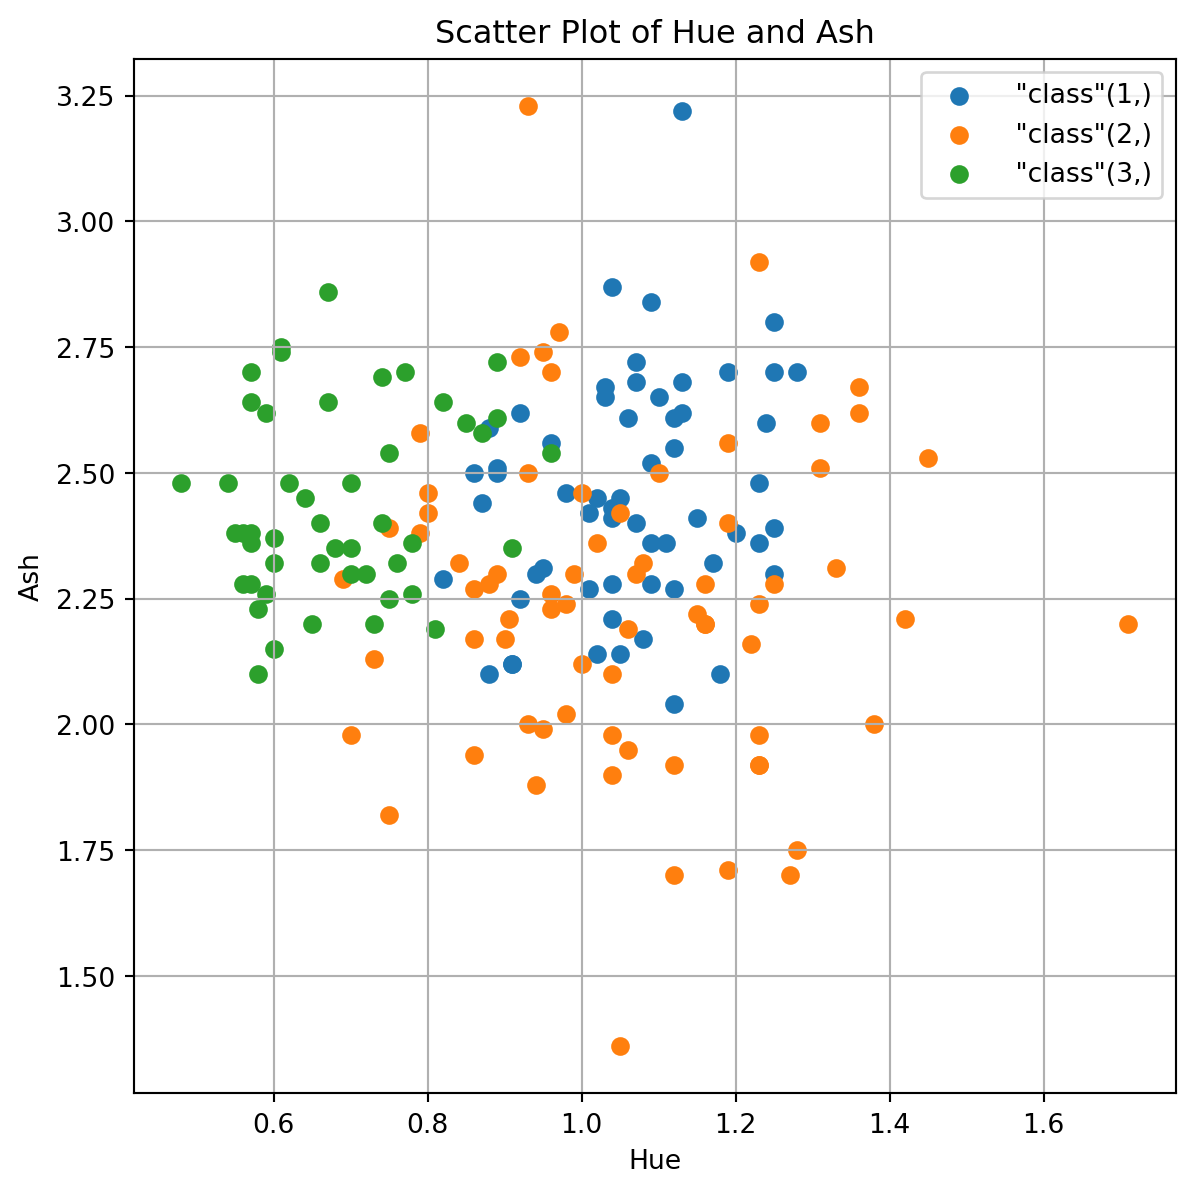 Scatter Plot of Hue and Ash
"class"(1,)
"class"(2,)
"class"(3,)
Ash
3.25
3.00
2.75
2.50
2.25
2.00
1.75
1.50
0.6 0.8 1.0 1.2 1.4 1.6
Hue